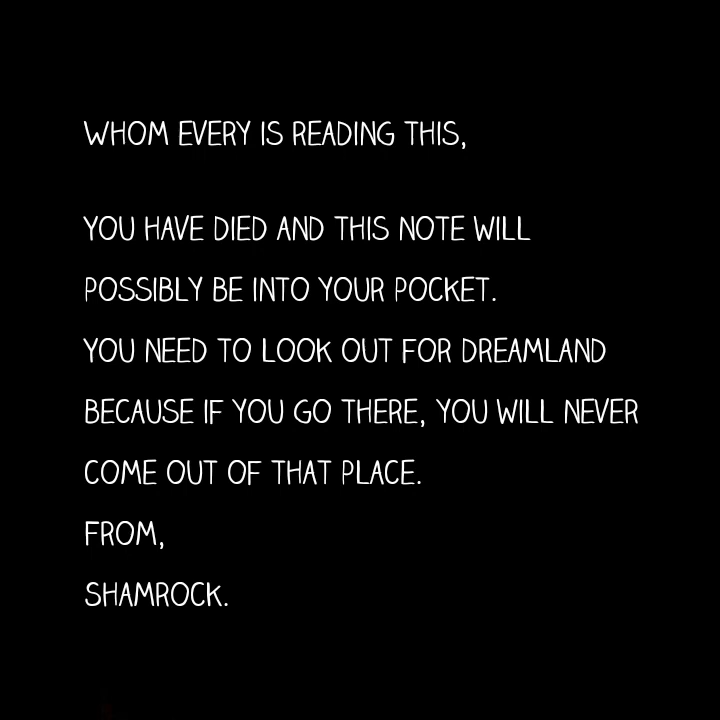 WHOM EVERY IS READING THIS,
YOU HAVE DIED AND THIS NOTE WILL
POSSIBLY BE INTO YOUR POCKET.
YOU NEED TO LOOK OUT FOR DREAMLAND
BECAUSE IF YOU GO THERE, YOU WILL NEVER
COME OUT OF THAT PLACE.
FROM,
SHAMROCK.